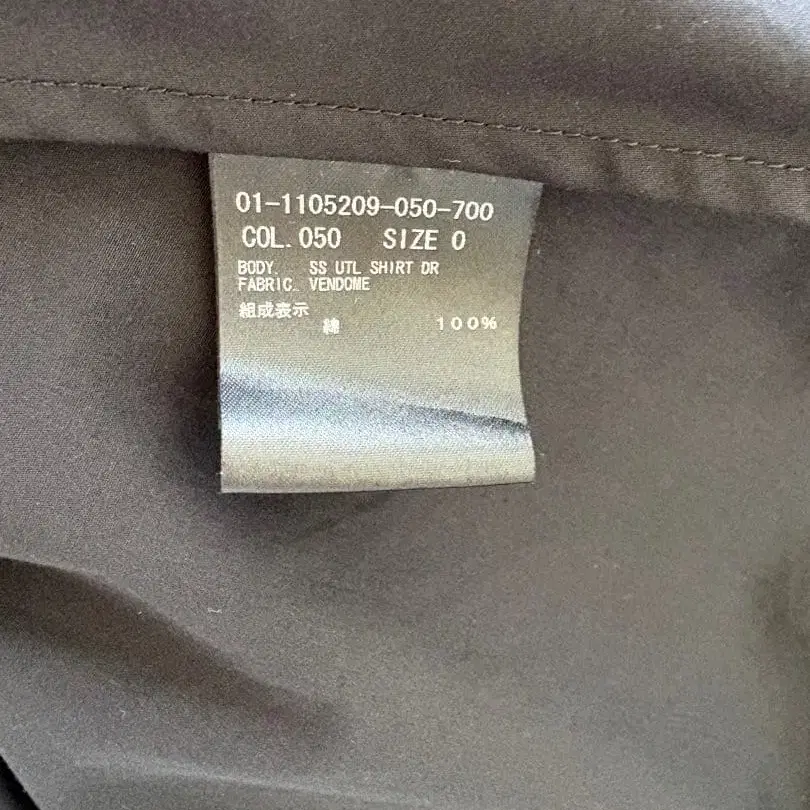 01-1105209-050-700
COL. 050 SIZE 0
BODY. SS UTL SHIRT DR
FABRIC. VENDOME
組成表示
綿 100%